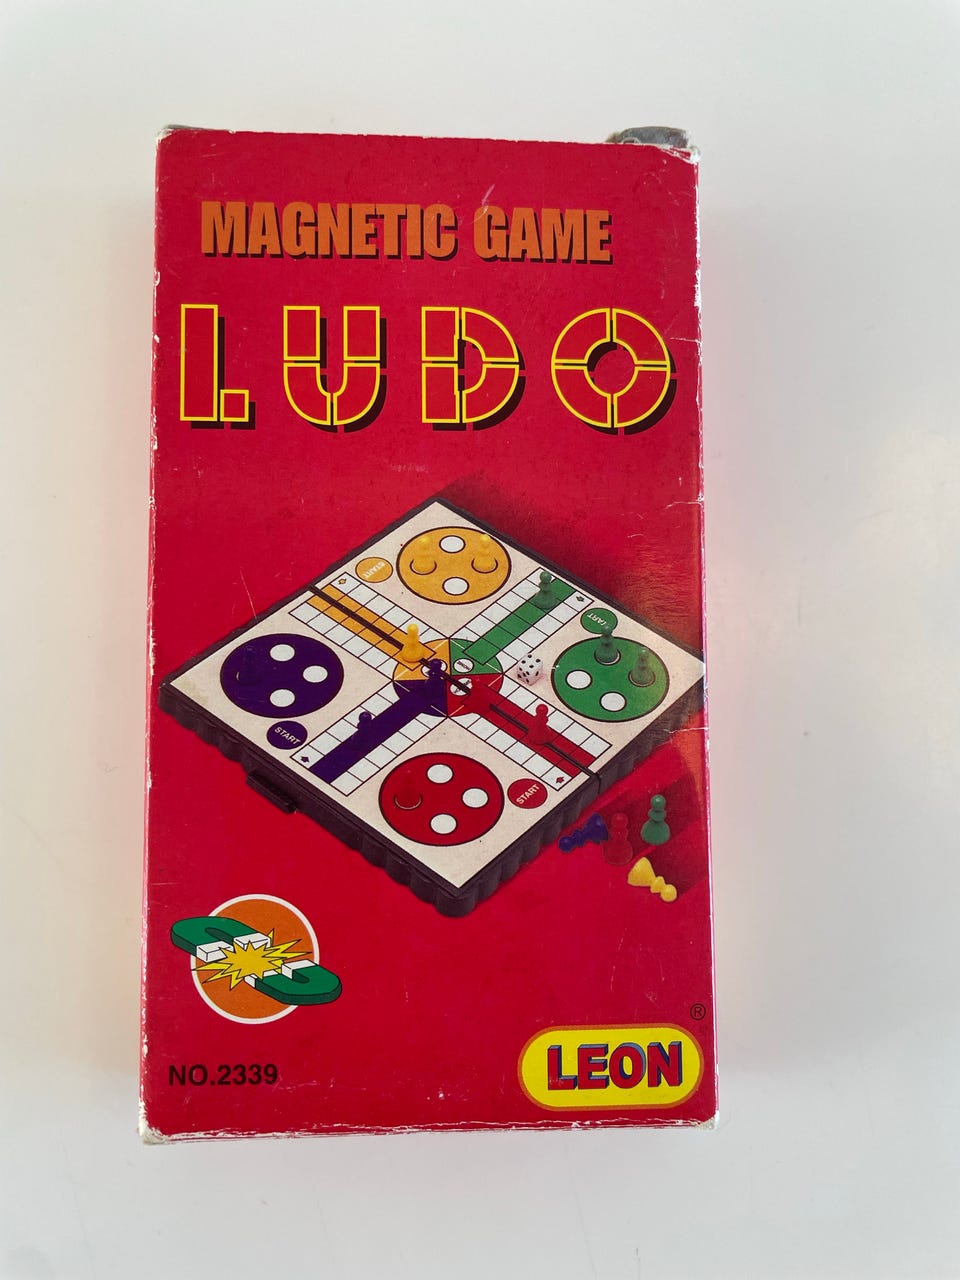 MAGNETIC GAME
LUDO
START
START
START
START
NO.2339
®
LEON